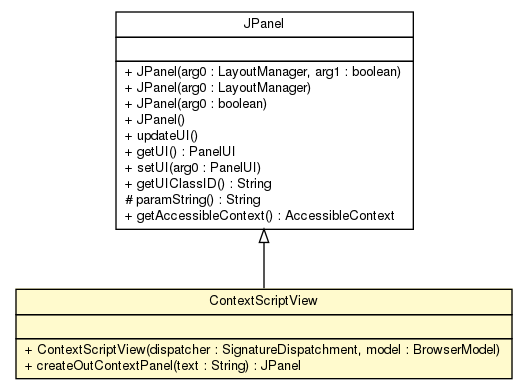 JPanel
+ JPanel(arg0 : LayoutManager, arg1 : boolean)
+ JPanel(arg0 : LayoutManager)
+ JPanel(arg0 : boolean)
+ JPanel()
+ updateUI()
+ getUI() : PanelUI
+ setUI(arg0 : PanelUI)
+ getUIClassID() : String
# paramString() : String
+ getAccessibleContext() : AccessibleContext
ContextScriptView
+ ContextScriptView(dispatcher : SignatureDispatchment, model : BrowserModel)
+ createOutContextPanel(text : String) : JPanel